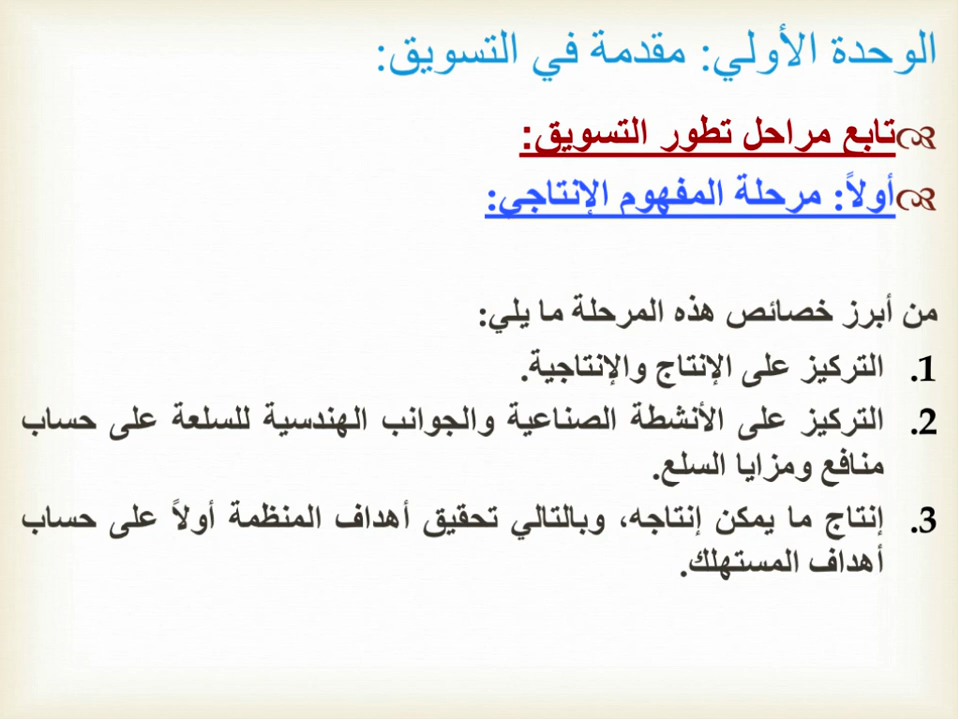 الوحدة الأولي: مقدمة في التسويق:
تابع مراحل تطور التسويق:
أولاً: مرحلة المفهوم الإنتاجي:
من أبرز خصائص هذه المرحلة ما يلي:
1. التركيز على الإنتاج والإنتاجية.
2. التركيز على الأنشطة الصناعية والجوانب الهندسية للسلعة على حساب
منافع ومزايا السلع.
3. إنتاج ما يمكن إنتاجه، وبالتالي تحقيق أهداف المنظمة أولاً على حساب
أهداف المستهلك.